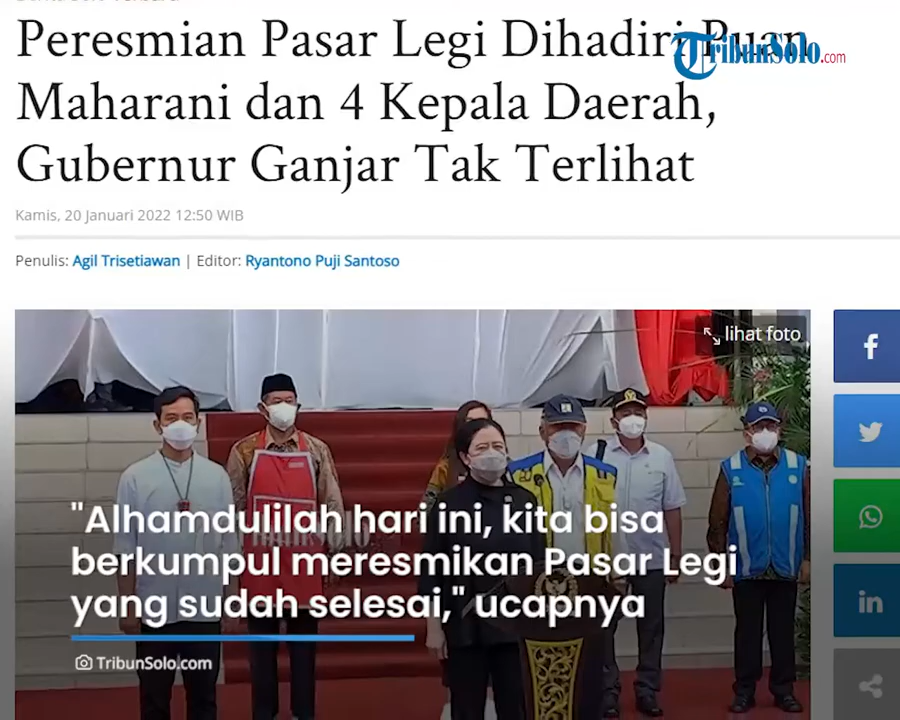 Peresmian Pasar Legi Dihadiri Puan
TribunSolo.com
Maharani dan 4 Kepala Daerah,
Gubernur Ganjar Tak Terlihat
Kamis, 20 Januari 2022 12:50 WIB
Penulis: Agil Trisetiawan | Editor: Ryantono Puji Santoso
lihat foto
"Alhamdulilah hari ini, kita bisa
berkumpul meresmikan Pasar Legi
yang sudah selesai," ucapnya
TribunSolo.com